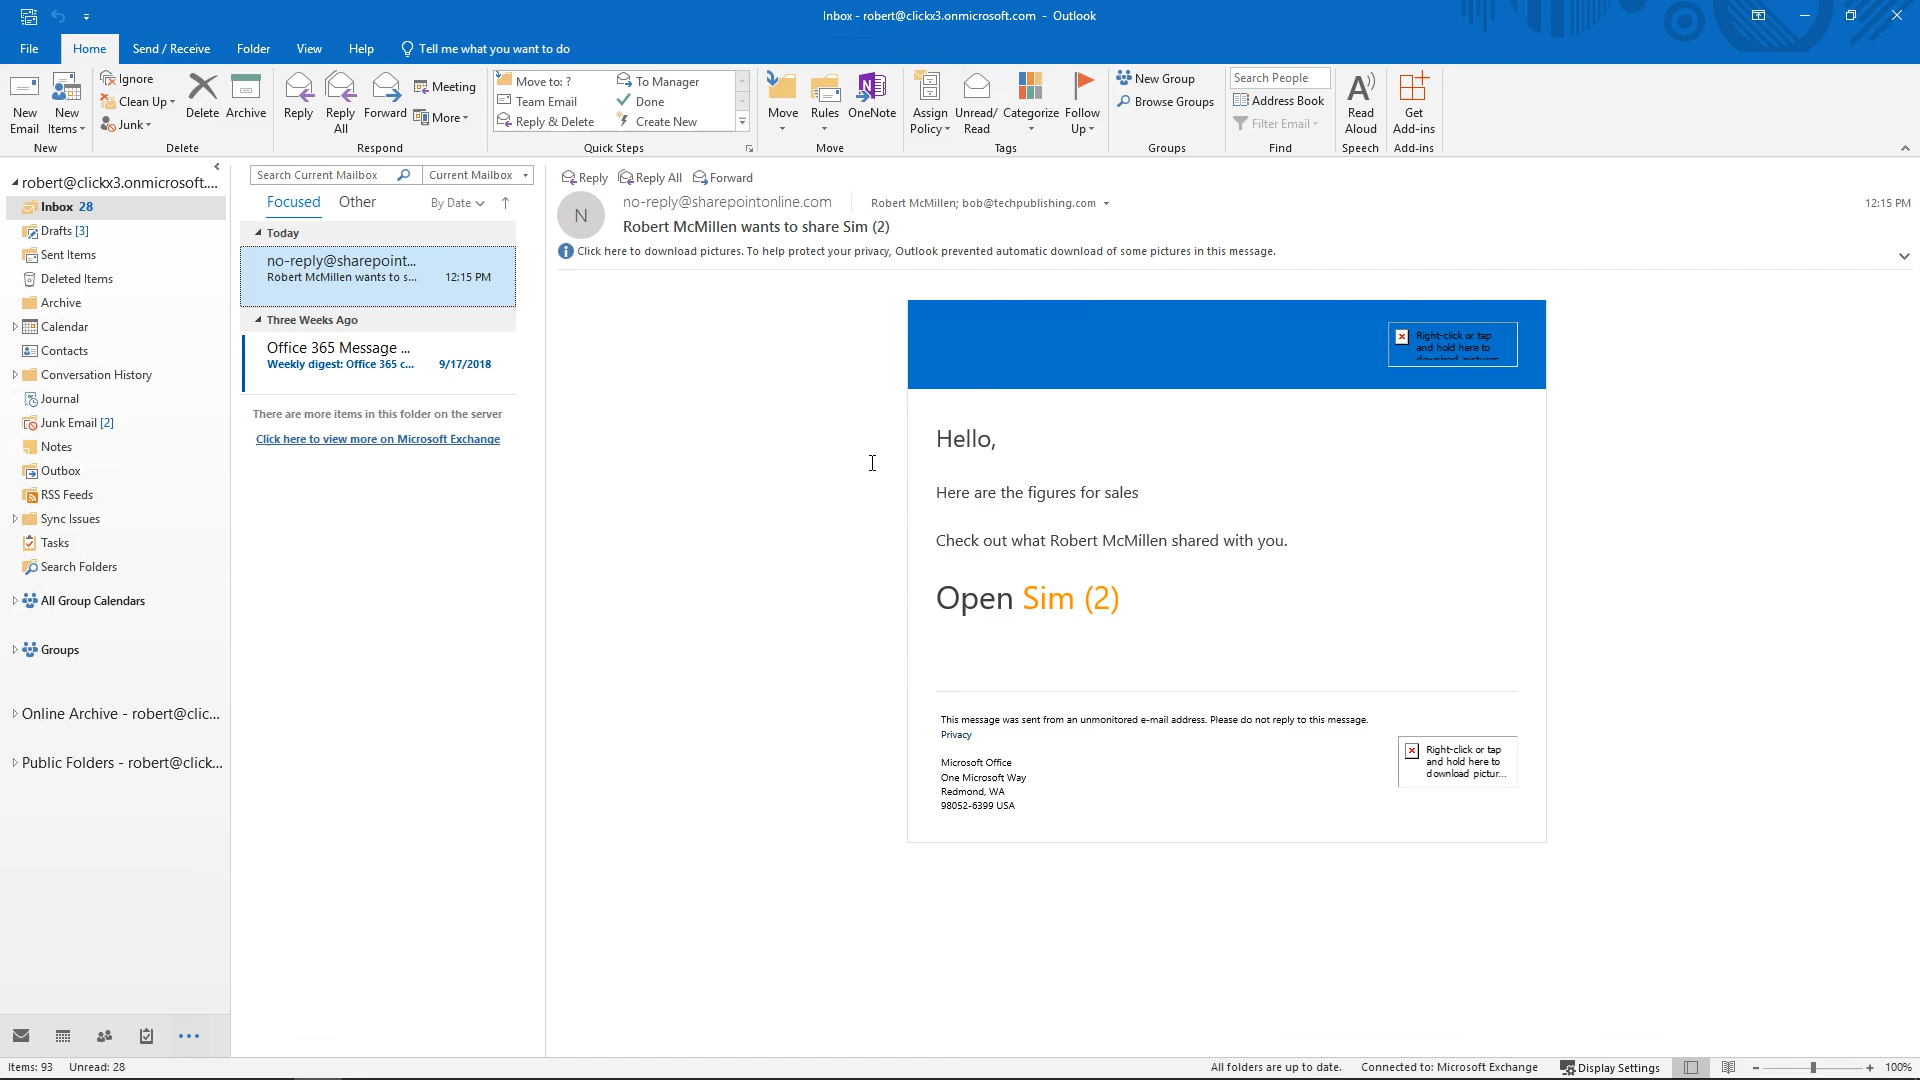 Inbox - robert@clickx3.onmicrosoft.com - Outlook
File Home Send / Receive Folder View Help Tell me what you want to do
New Email
New Items
New
Ignore
Clean Up
Junk
Delete
Archive
Delete
Reply
Reply All
Forward
Meeting
More
Respond
Move to: ? To Manager
Team Email Done
Reply & Delete Create New
Quick Steps
Move
Rules
OneNote
Move
Assign Policy
Unread/ Read
Categorize
Follow Up
Tags
New Group
Browse Groups
Groups
Search People
Address Book
Filter Email
Find
Read Aloud
Speech
Get Add-ins
Add-ins
robert@clickx3.onmicrosoft....
Inbox 28
Drafts [3]
Sent Items
Deleted Items
Archive
Calendar
Contacts
Conversation History
Journal
Junk Email [2]
Notes
Outbox
RSS Feeds
Sync Issues
Tasks
Search Folders
All Group Calendars
Groups
Online Archive - robert@clic...
Public Folders - robert@click...
Search Current Mailbox Current Mailbox
Focused Other By Date
Today
no-reply@sharepoint...
Robert McMillen wants to s... 12:15 PM
Three Weeks Ago
Office 365 Message ...
Weekly digest: Office 365 c... 9/17/2018
There are more items in this folder on the server
Click here to view more on Microsoft Exchange
Reply Reply All Forward
N
no-reply@sharepointonline.com Robert McMillen; bob@techpublishing.com 12:15 PM
Robert McMillen wants to share Sim (2)
Click here to download pictures. To help protect your privacy, Outlook prevented automatic download of some pictures in this message.
Right-click or tap
and hold here to
download pictures
Hello,
Here are the figures for sales
Check out what Robert McMillen shared with you.
Open Sim (2)
This message was sent from an unmonitored e-mail address. Please do not reply to this message.
Privacy
Microsoft Office
One Microsoft Way
Redmond, WA
98052-6399 USA
Right-click or tap
and hold here to
download pictur...
Items: 93 Unread: 28 All folders are up to date. Connected to: Microsoft Exchange Display Settings 100%